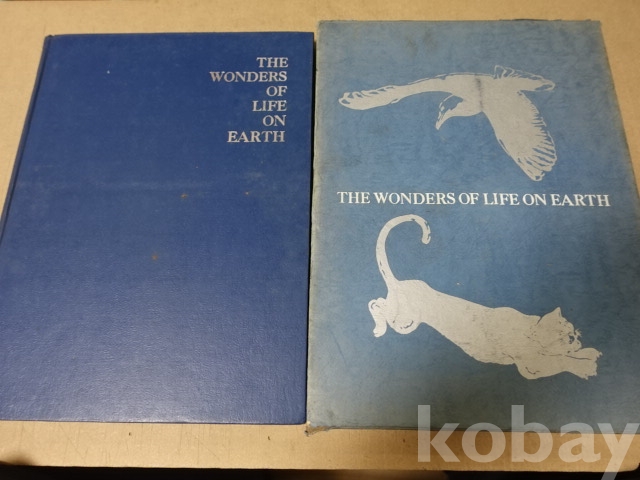 THE
WONDERS
OF
LIFE
ON
EARTH
THE WONDERS OF LIFE ON EARTH
kobay